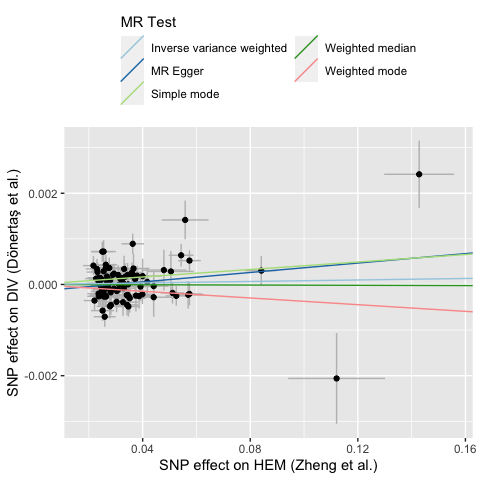 MR Test
Inverse variance weighted
Weighted median
MR Egger
Weighted mode
Simple mode
SNP effect on DIV (Dönertaş et al.)
0.002
0.000
-0.002
0.04 0.08 0.12 0.16
SNP effect on HEM (Zheng et al.)